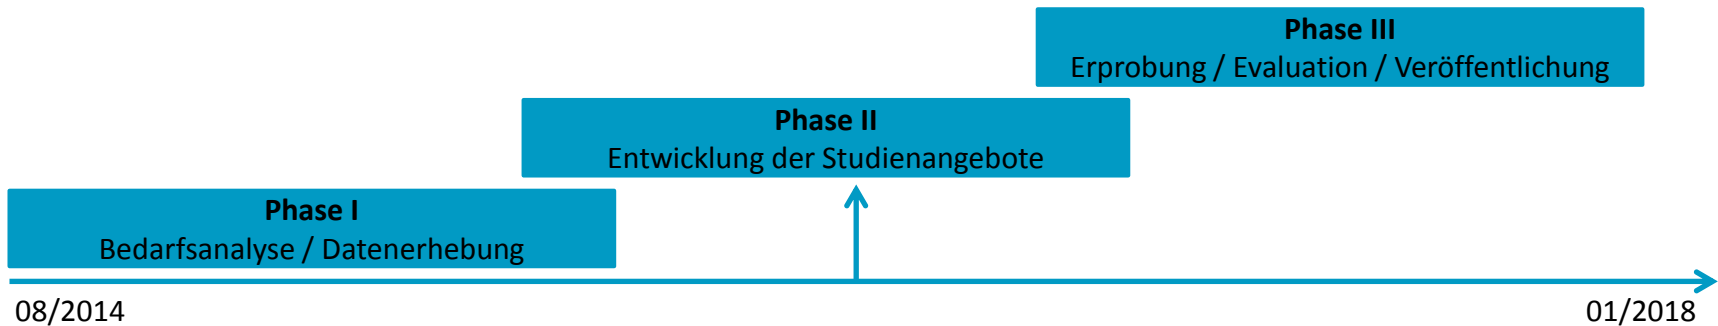 Phase III
Erprobung / Evaluation / Veröffentlichung
Phase II
Entwicklung der Studienangebote
Phase I
Bedarfsanalyse / Datenerhebung
08/2014
01/2018